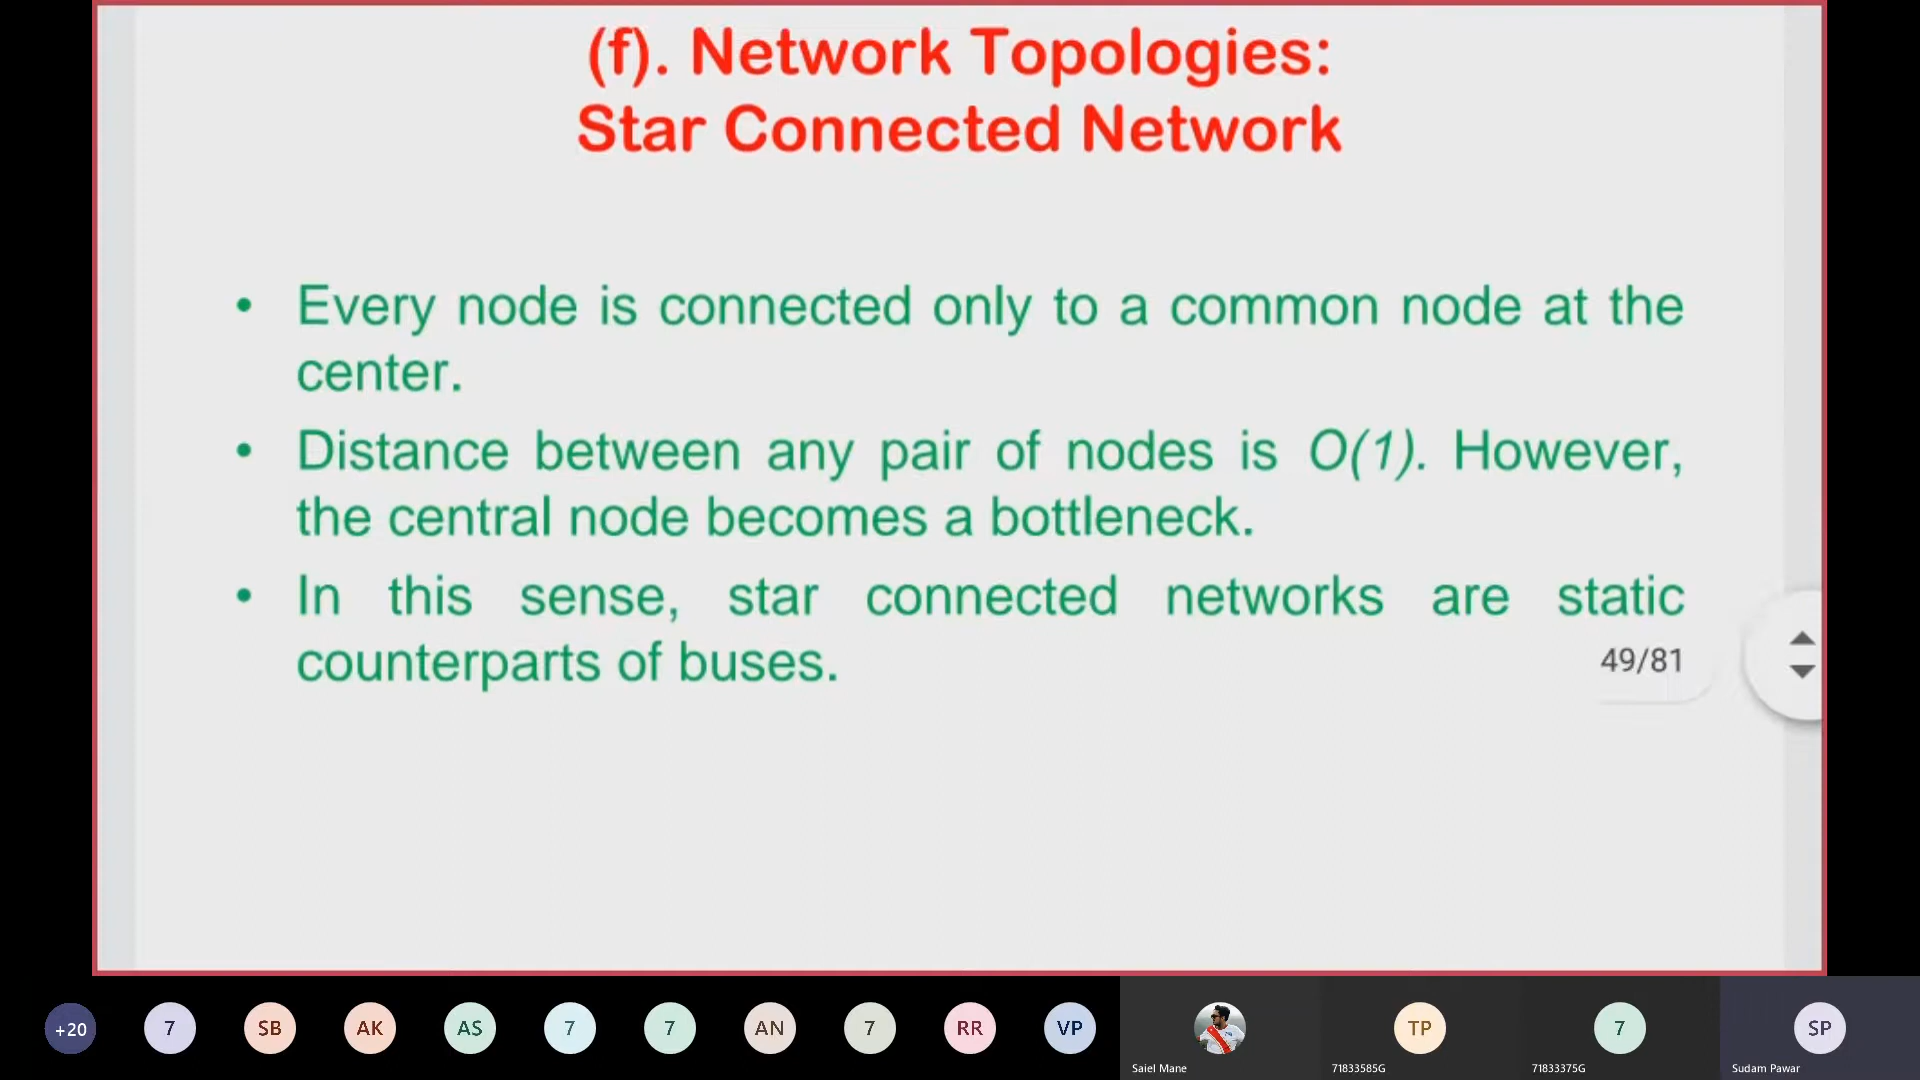 (f). Network Topologies:
Star Connected Network
• Every node is connected only to a common node at the
center.
• Distance between any pair of nodes is O(1). However,
the central node becomes a bottleneck.
• In this sense, star connected networks are static
counterparts of buses.
49/81
+20
7
SB
AK
AS
7
7
AN
7
RR
VP
TP
7
SP
Saiel Mane
71833585G
71833375G
Sudam Pawar